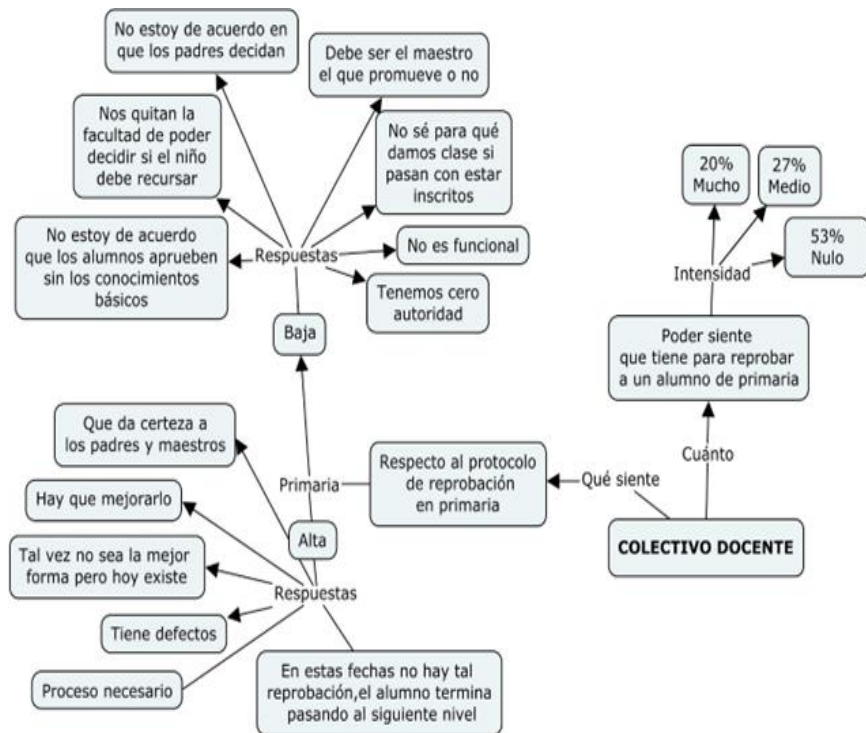 No estoy de acuerdo en
que los padres decidan
Debe ser el maestro
el que promueve o no
Nos quitan la
facultad de poder
decidir si el niño
debe recursar
No sé para qué
damos clase si
pasan con estar
inscritos
No estoy de acuerdo
que los alumnos aprueben
sin los conocimientos
básicos
Respuestas
No es funcional
Tenemos cero
autoridad
Baja
20%
Mucho
27%
Medio
53%
Nulo
Intensidad
Poder siente
que tiene para reprobar
a un alumno de primaria
Cuánto
Que da certeza a
los padres y maestros
Primaria
Respecto al protocolo
de reprobación
en primaria
Qué siente
COLECTIVO DOCENTE
Hay que mejorarlo
Alta
Tal vez no sea la mejor
forma pero hoy existe
Respuestas
Tiene defectos
Proceso necesario
En estas fechas no hay tal
reprobación,el alumno termina
pasando al siguiente nivel